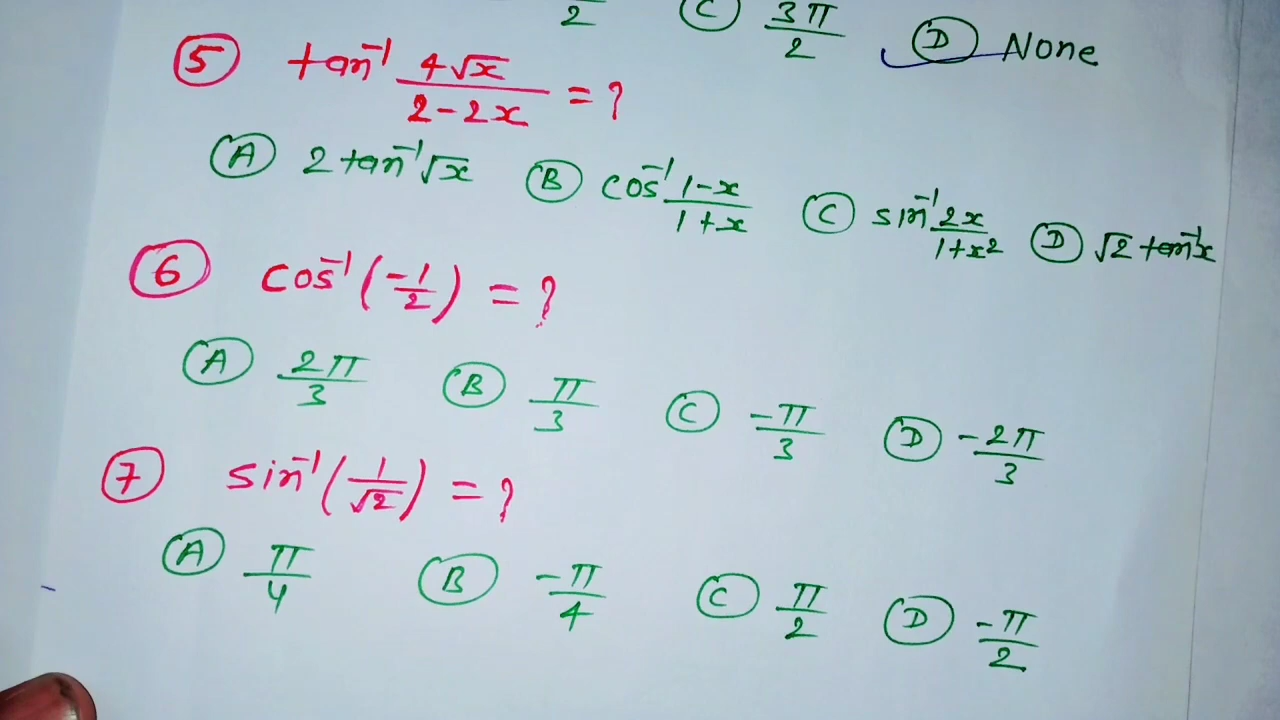 2 Ⓒ 3π/2 Ⓓ None
⑤ tan⁻¹ 4√x/(2-2x) = ?
Ⓐ 2tan⁻¹√x Ⓑ cos⁻¹ (1-x)/(1+x) Ⓒ sin⁻¹ 2x/(1+x²) Ⓓ √2 tan⁻¹x
⑥ cos⁻¹(-1/2) = ?
Ⓐ 2π/3 Ⓑ π/3 Ⓒ -π/3 Ⓓ -2π/3
⑦ sin⁻¹(1/√2) = ?
Ⓐ π/4 Ⓑ -π/4 Ⓒ π/2 Ⓓ -π/2